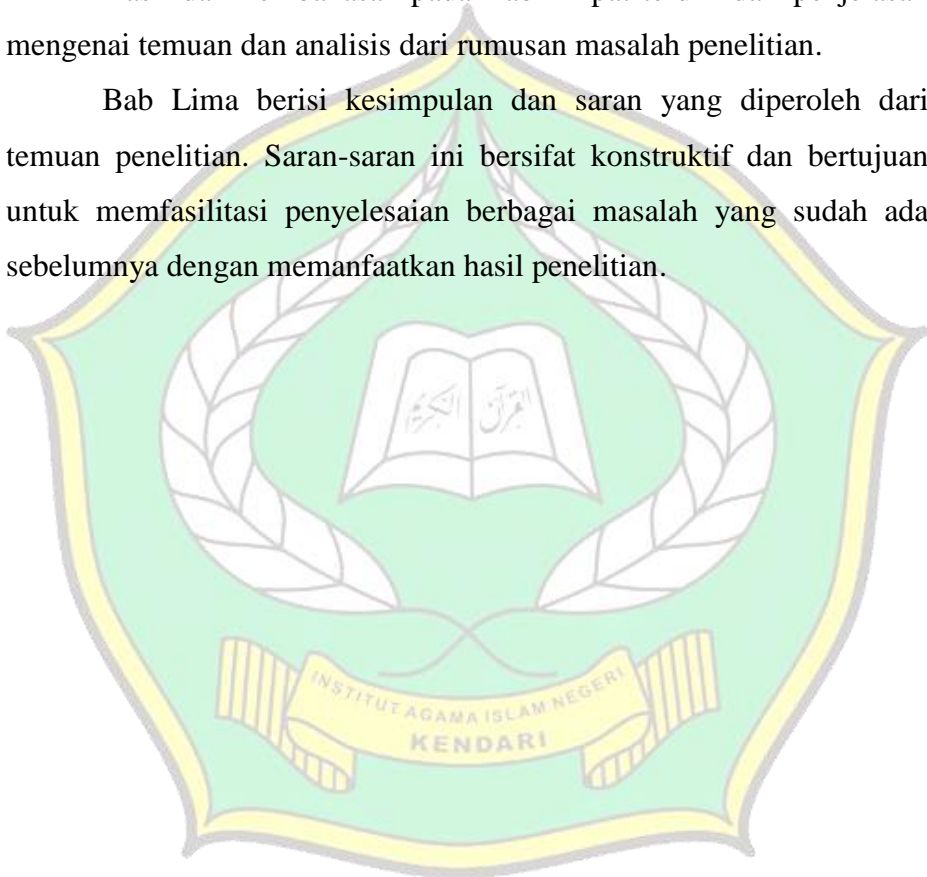 mengenai temuan dan analisis dari rumusan masalah penelitian.
Bab Lima berisi kesimpulan dan saran yang diperoleh dari
temuan penelitian. Saran-saran ini bersifat konstruktif dan bertujuan
untuk memfasilitasi penyelesaian berbagai masalah yang sudah ada
sebelumnya dengan memanfaatkan hasil penelitian.
القرآن الكريم
INSTITUT AGAMA ISLAM NEGERI
KENDARI